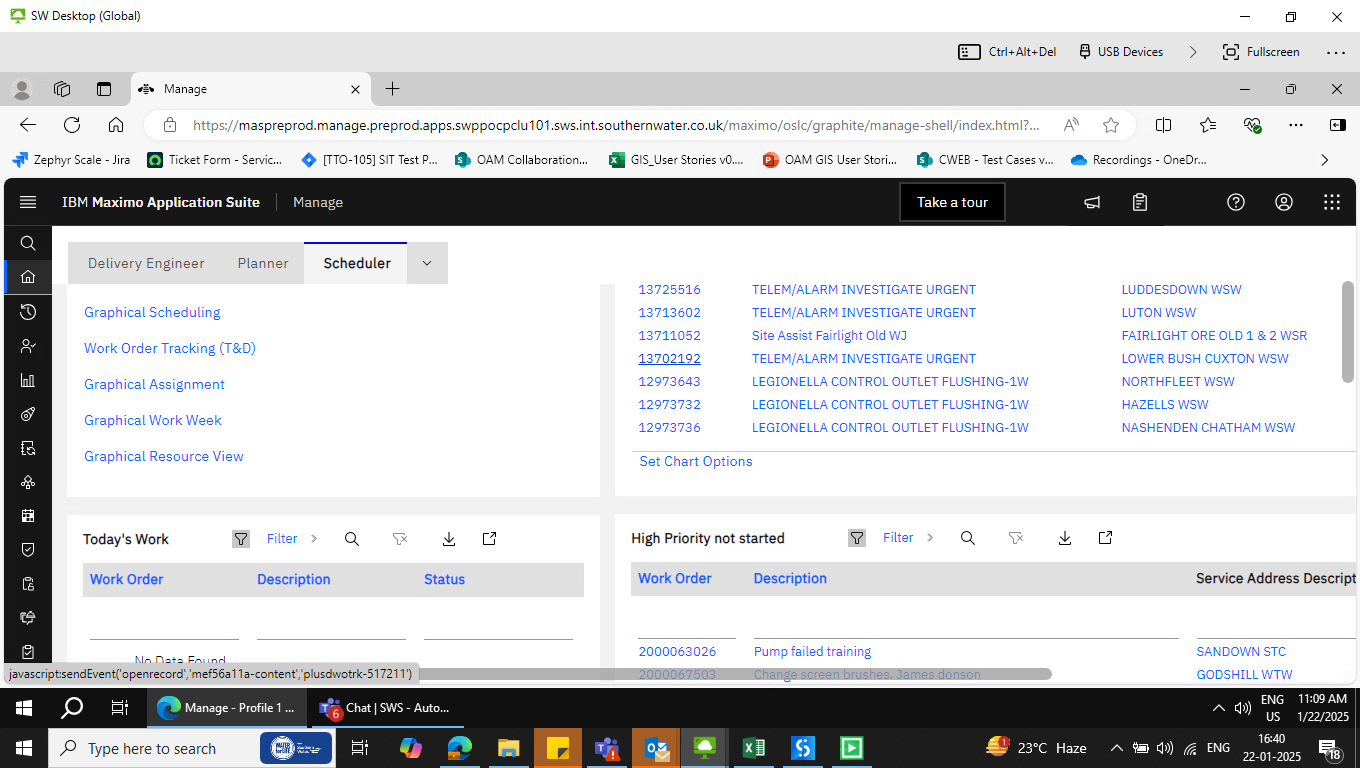 SW Desktop (Global)
Ctrl+Alt+Del USB Devices Fullscreen
Manage
https://maspreprod.manage.preprod.apps.swppocpclu101.sws.int.southernwater.co.uk/maximo/oslc/graphite/manage-shell/index.html?...
Zephyr Scale - Jira Ticket Form - Servic... [TTO-105] SIT Test P... OAM Collaboration... GIS_User Stories v0.... OAM GIS User Stori... CWEB - Test Cases v... Recordings - OneDr...
IBM Maximo Application Suite Manage Take a tour
Delivery Engineer Planner Scheduler
13725516 TELEM/ALARM INVESTIGATE URGENT LUDDESDOWN WSW
Graphical Scheduling
13713602 TELEM/ALARM INVESTIGATE URGENT LUTON WSW
13711052 Site Assist Fairlight Old WJ FAIRLIGHT ORE OLD 1 & 2 WSR
Work Order Tracking (T&D)
13702192 TELEM/ALARM INVESTIGATE URGENT LOWER BUSH CUXTON WSW
Graphical Assignment
12973643 LEGIONELLA CONTROL OUTLET FLUSHING-1W NORTHFLEET WSW
12973732 LEGIONELLA CONTROL OUTLET FLUSHING-1W HAZELLS WSW
Graphical Work Week
12973736 LEGIONELLA CONTROL OUTLET FLUSHING-1W NASHENDEN CHATHAM WSW
Graphical Resource View
Set Chart Options
Today's Work Filter
High Priority not started Filter
Work Order Description Status
Work Order Description Service Address Descript
2000063026 Pump failed training SANDOWN STC
No Data Found
javascript:sendEvent('openrecord','mef56a11a-content','plusdwotrk-517211')
2000067503 Change screen brushes. James donson GODSHILL WTW
Manage - Profile 1 ... 6 Chat | SWS - Auto... ENG US 11:09 AM 1/22/2025
Type here to search 23°C Haze ENG 16:40 22-01-2025 18